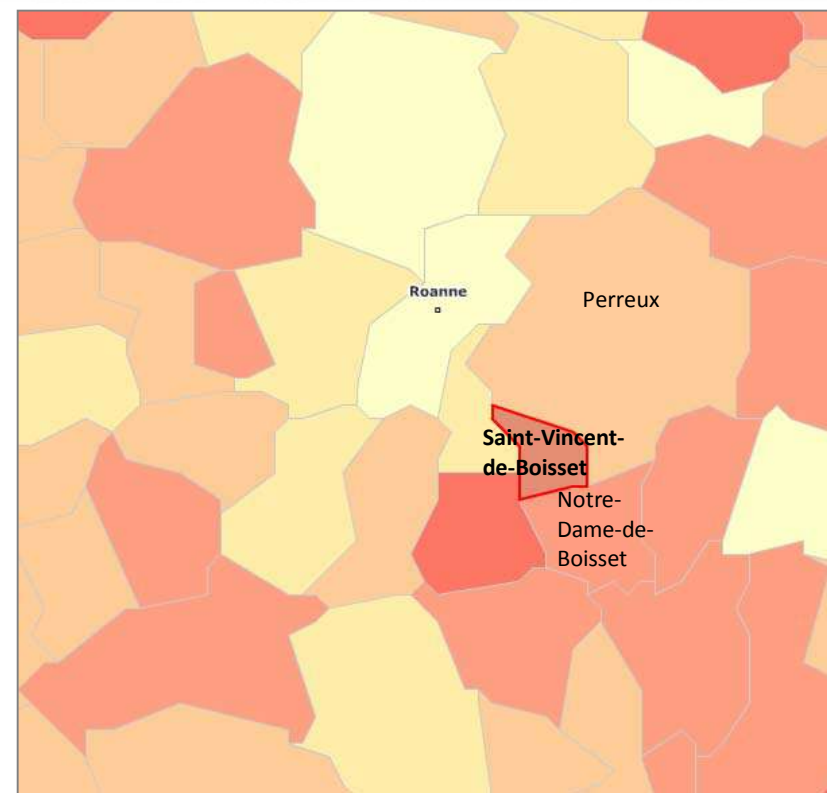 Roanne
Perreux
Saint-Vincent-
de-Boisset
Notre-
Dame-de-
Boisset